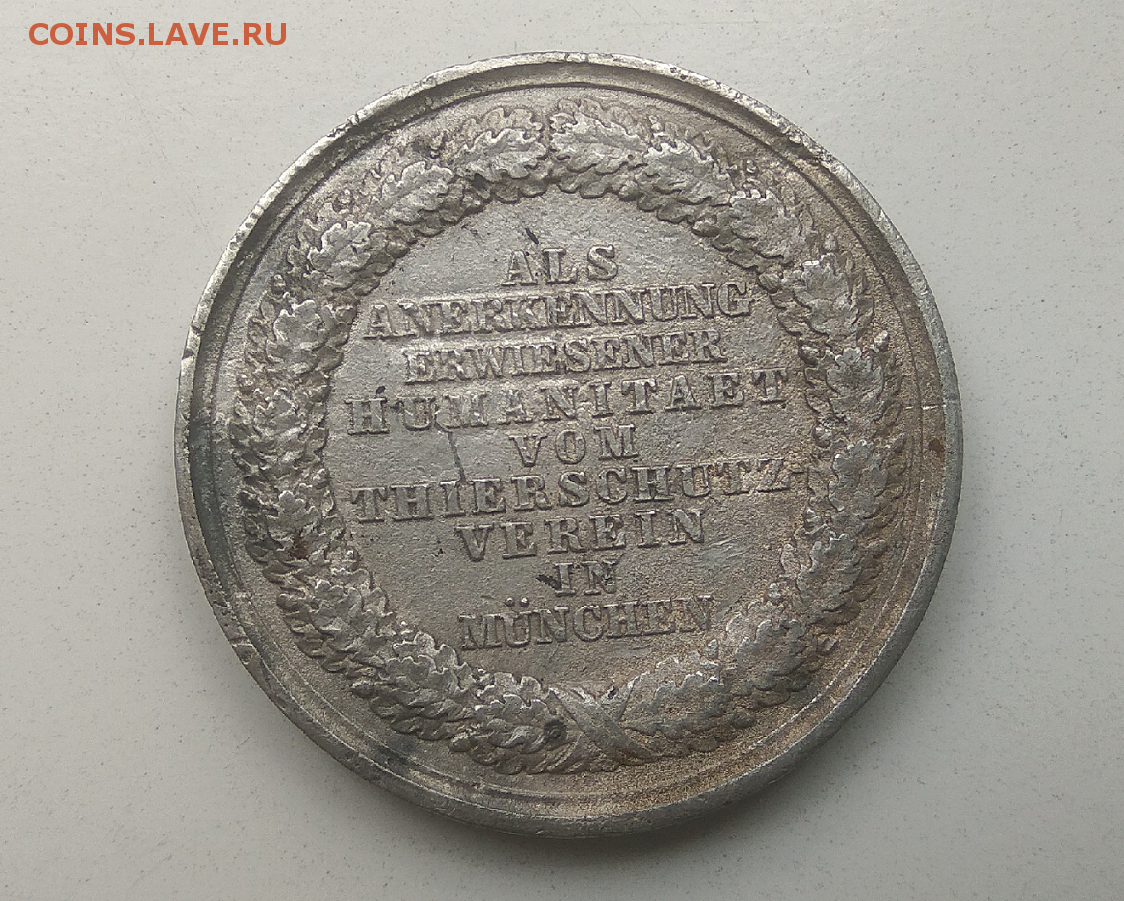 COINS.LAVE.RU
ALS
ANERKENNUNG
ERWIESENER
HUMANITAET
VOM
THIERSCHUTZ-
VEREIN
IN
MÜNCHEN